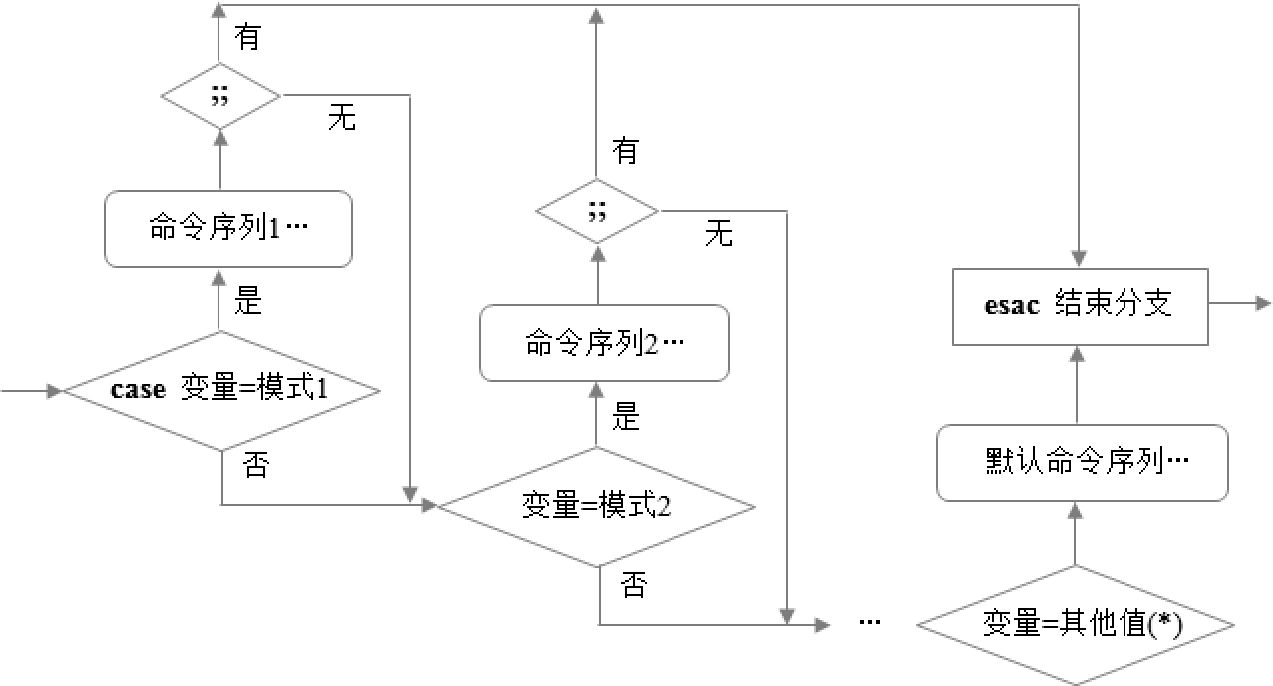 有
;;
无
命令序列1…
是
case 变量=模式1
否
有
;;
无
命令序列2…
是
变量=模式2
否
…
esac 结束分支
默认命令序列…
变量=其他值(*)